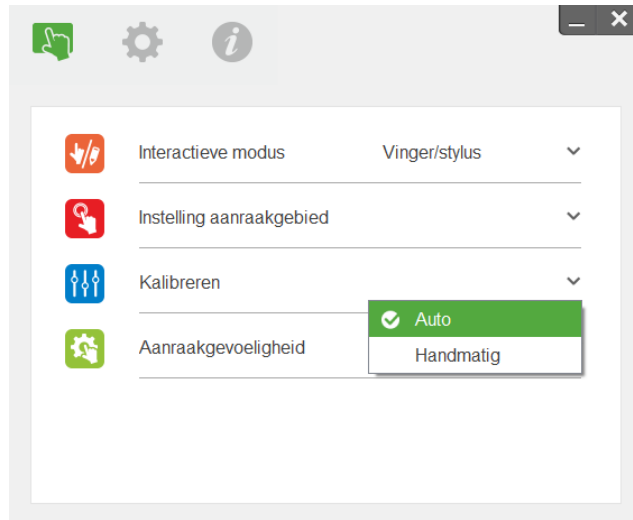 Interactieve modus Vinger/stylus
Instelling aanraakgebied
Kalibreren
Auto
Aanraakgevoeligheid
Handmatig